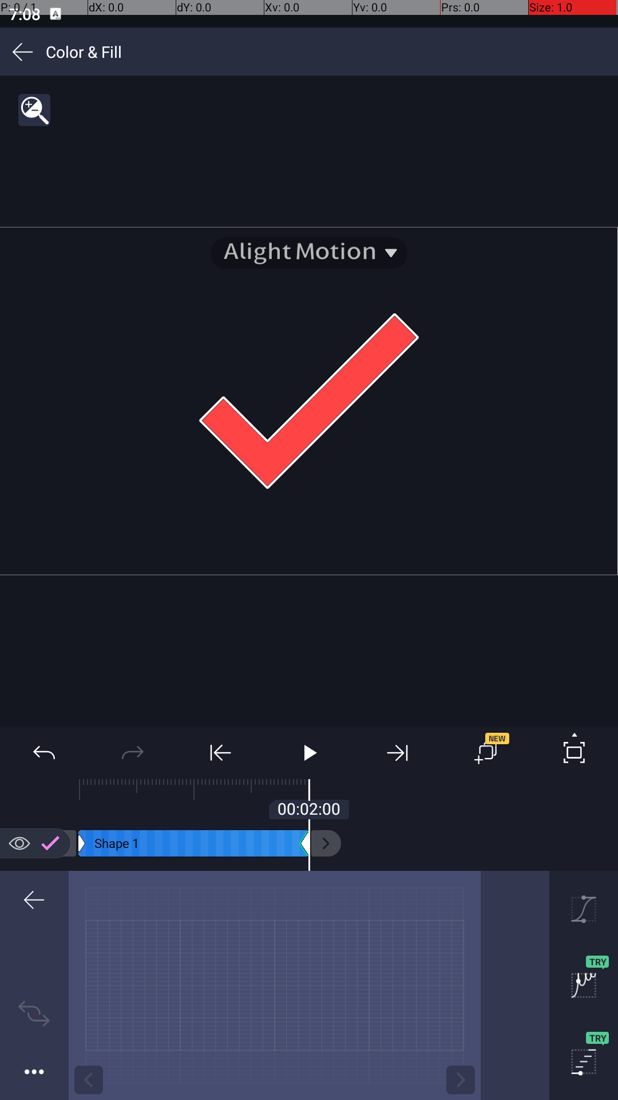 P: 0 / 1 dX: 0.0 dY: 0.0 Xv: 0.0 Yv: 0.0 Prs: 0.0 Size: 1.0
7:08 A
Color & Fill
Alight Motion
NEW
00:02:00
Shape 1
TRY
TRY